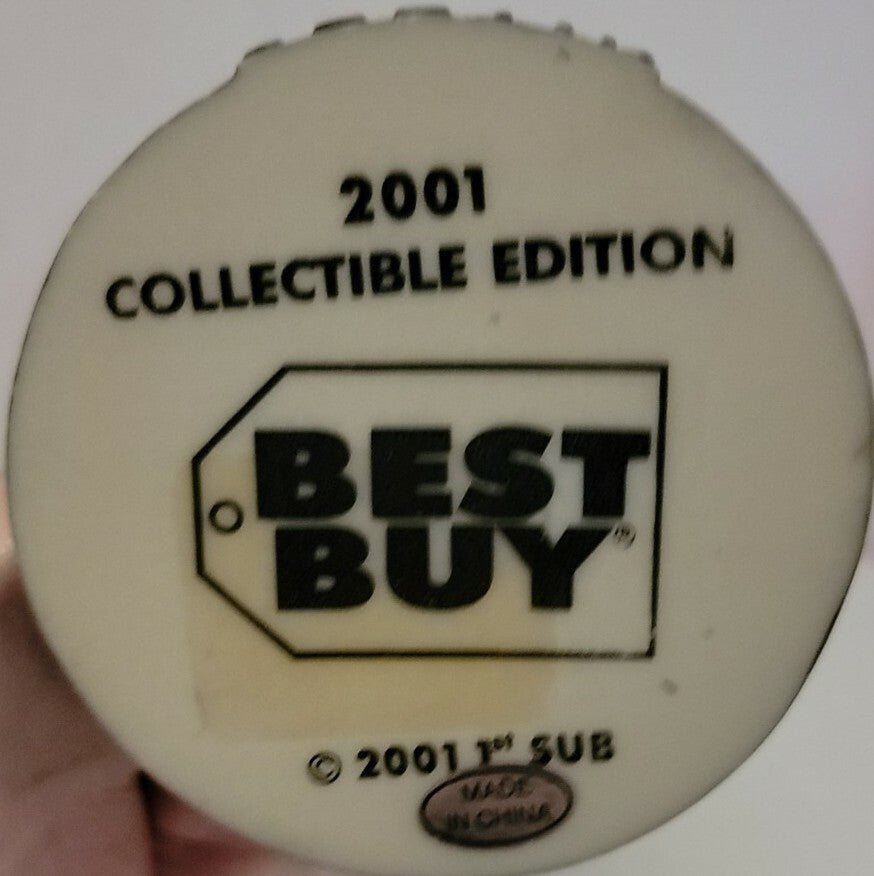 2001
COLLECTIBLE EDITION
BEST
BUY®
© 2001 1st SUB
MADE
IN CHINA